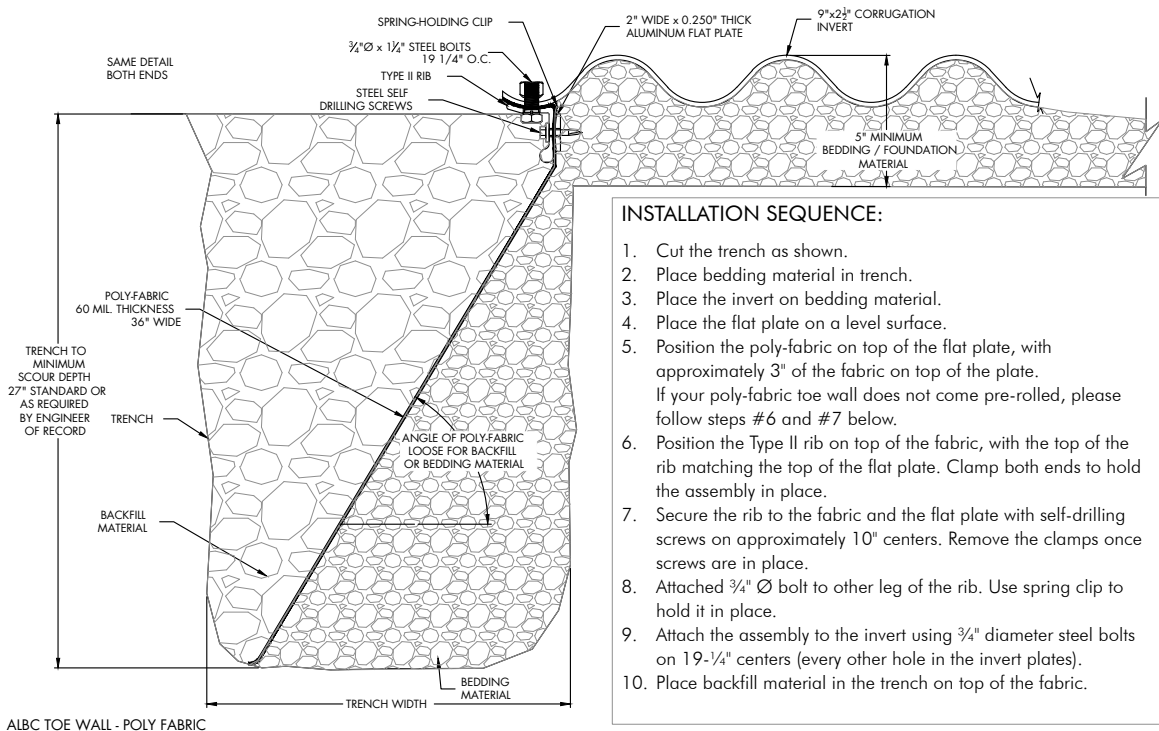 SPRING-HOLDING CLIP
¾"Ø x 1¼" STEEL BOLTS
19 1/4" O.C.
TYPE II RIB
STEEL SELF
DRILLING SCREWS
2" WIDE x 0.250" THICK
ALUMINUM FLAT PLATE
9"x2½" CORRUGATION
INVERT
SAME DETAIL
BOTH ENDS
5" MINIMUM
BEDDING / FOUNDATION
MATERIAL
POLY-FABRIC
60 MIL. THICKNESS
36" WIDE
TRENCH TO
MINIMUM
SCOUR DEPTH
27" STANDARD OR
AS REQUIRED
BY ENGINEER
OF RECORD
TRENCH
ANGLE OF POLY-FABRIC
LOOSE FOR BACKFILL
OR BEDDING MATERIAL
BACKFILL
MATERIAL
BEDDING
MATERIAL
TRENCH WIDTH
ALBC TOE WALL - POLY FABRIC
INSTALLATION SEQUENCE:
1. Cut the trench as shown.
2. Place bedding material in trench.
3. Place the invert on bedding material.
4. Place the flat plate on a level surface.
5. Position the poly-fabric on top of the flat plate, with
approximately 3" of the fabric on top of the plate.
If your poly-fabric toe wall does not come pre-rolled, please
follow steps #6 and #7 below.
6. Position the Type II rib on top of the fabric, with the top of the
rib matching the top of the flat plate. Clamp both ends to hold
the assembly in place.
7. Secure the rib to the fabric and the flat plate with self-drilling
screws on approximately 10" centers. Remove the clamps once
screws are in place.
8. Attached ¾" Ø bolt to other leg of the rib. Use spring clip to
hold it in place.
9. Attach the assembly to the invert using ¾" diameter steel bolts
on 19-¼" centers (every other hole in the invert plates).
10. Place backfill material in the trench on top of the fabric.